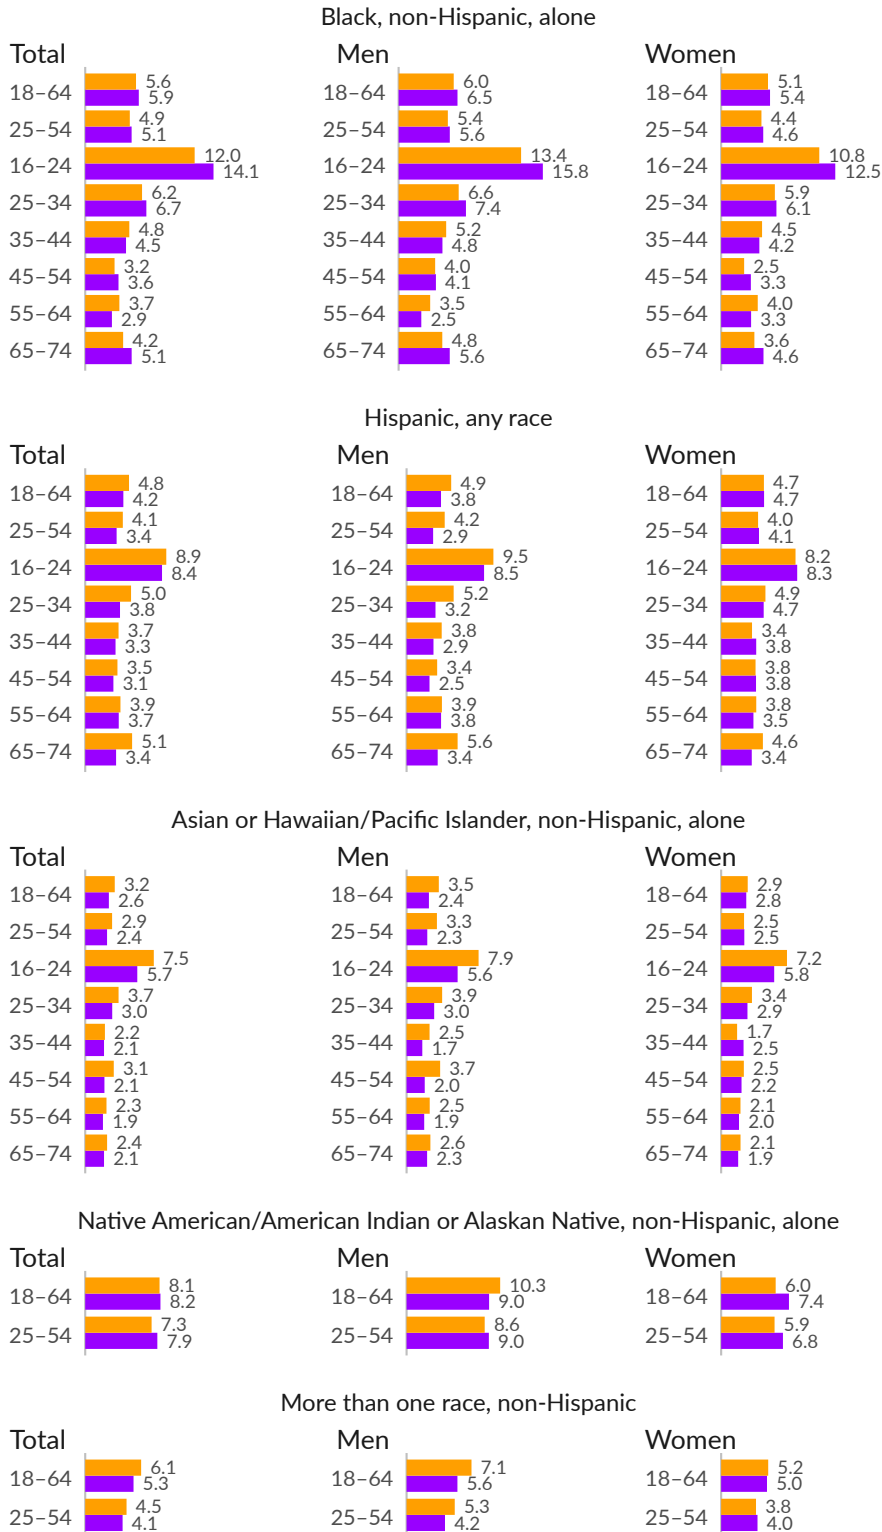 Black, non-Hispanic, alone
Total Men Women
5.6 6.0 5.1
18–64 18–64 18–64
5.9 6.5 5.4
4.9 5.4 4.4
25–54 25–54 25–54
5.1 5.6 4.6
12.0 13.4 10.8
16–24 16–24 16–24
14.1 15.8 12.5
6.2 6.6 5.9
25–34 25–34 25–34
6.7 7.4 6.1
4.8 5.2 4.5
35–44 35–44 35–44
4.5 4.8 4.2
3.2 4.0 2.5
45–54 45–54 45–54
3.6 4.1 3.3
3.7 3.5 4.0
55–64 55–64 55–64
2.9 2.5 3.3
4.2 4.8 3.6
65–74 65–74 65–74
5.1 5.6 4.6
Hispanic, any race
Total Men Women
4.8 4.9 4.7
18–64 18–64 18–64
4.2 3.8 4.7
4.1 4.2 4.0
25–54 25–54 25–54
3.4 2.9 4.1
8.9 9.5 8.2
16–24 16–24 16–24
8.4 8.5 8.3
5.0 5.2 4.9
25–34 25–34 25–34
3.8 3.2 4.7
3.7 3.8 3.4
35–44 35–44 35–44
3.3 2.9 3.8
3.5 3.4 3.8
45–54 45–54 45–54
3.1 2.5 3.8
3.9 3.9 3.8
55–64 55–64 55–64
3.7 3.8 3.5
5.1 5.6 4.6
65–74 65–74 65–74
3.4 3.4 3.4
Asian or Hawaiian/Pacific Islander, non-Hispanic, alone
Total Men Women
3.2 3.5 2.9
18–64 18–64 18–64
2.6 2.4 2.8
2.9 3.3 2.5
25–54 25–54 25–54
2.4 2.3 2.5
7.5 7.9 7.2
16–24 16–24 16–24
5.7 5.6 5.8
3.7 3.9 3.4
25–34 25–34 25–34
3.0 3.0 2.9
2.2 2.5 1.7
35–44 35–44 35–44
2.1 1.7 2.5
3.1 3.7 2.5
45–54 45–54 45–54
2.1 2.0 2.2
2.3 2.5 2.1
55–64 55–64 55–64
1.9 1.9 2.0
2.4 2.6 2.1
65–74 65–74 65–74
2.1 2.3 1.9
Native American/American Indian or Alaskan Native, non-Hispanic, alone
Total Men Women
8.1 10.3 6.0
18–64 18–64 18–64
8.2 9.0 7.4
7.3 8.6 5.9
25–54 25–54 25–54
7.9 9.0 6.8
More than one race, non-Hispanic
Total Men Women
6.1 7.1 5.2
18–64 18–64 18–64
5.3 5.6 5.0
4.5 5.3 3.8
25–54 25–54 25–54
4.1 4.2 4.0